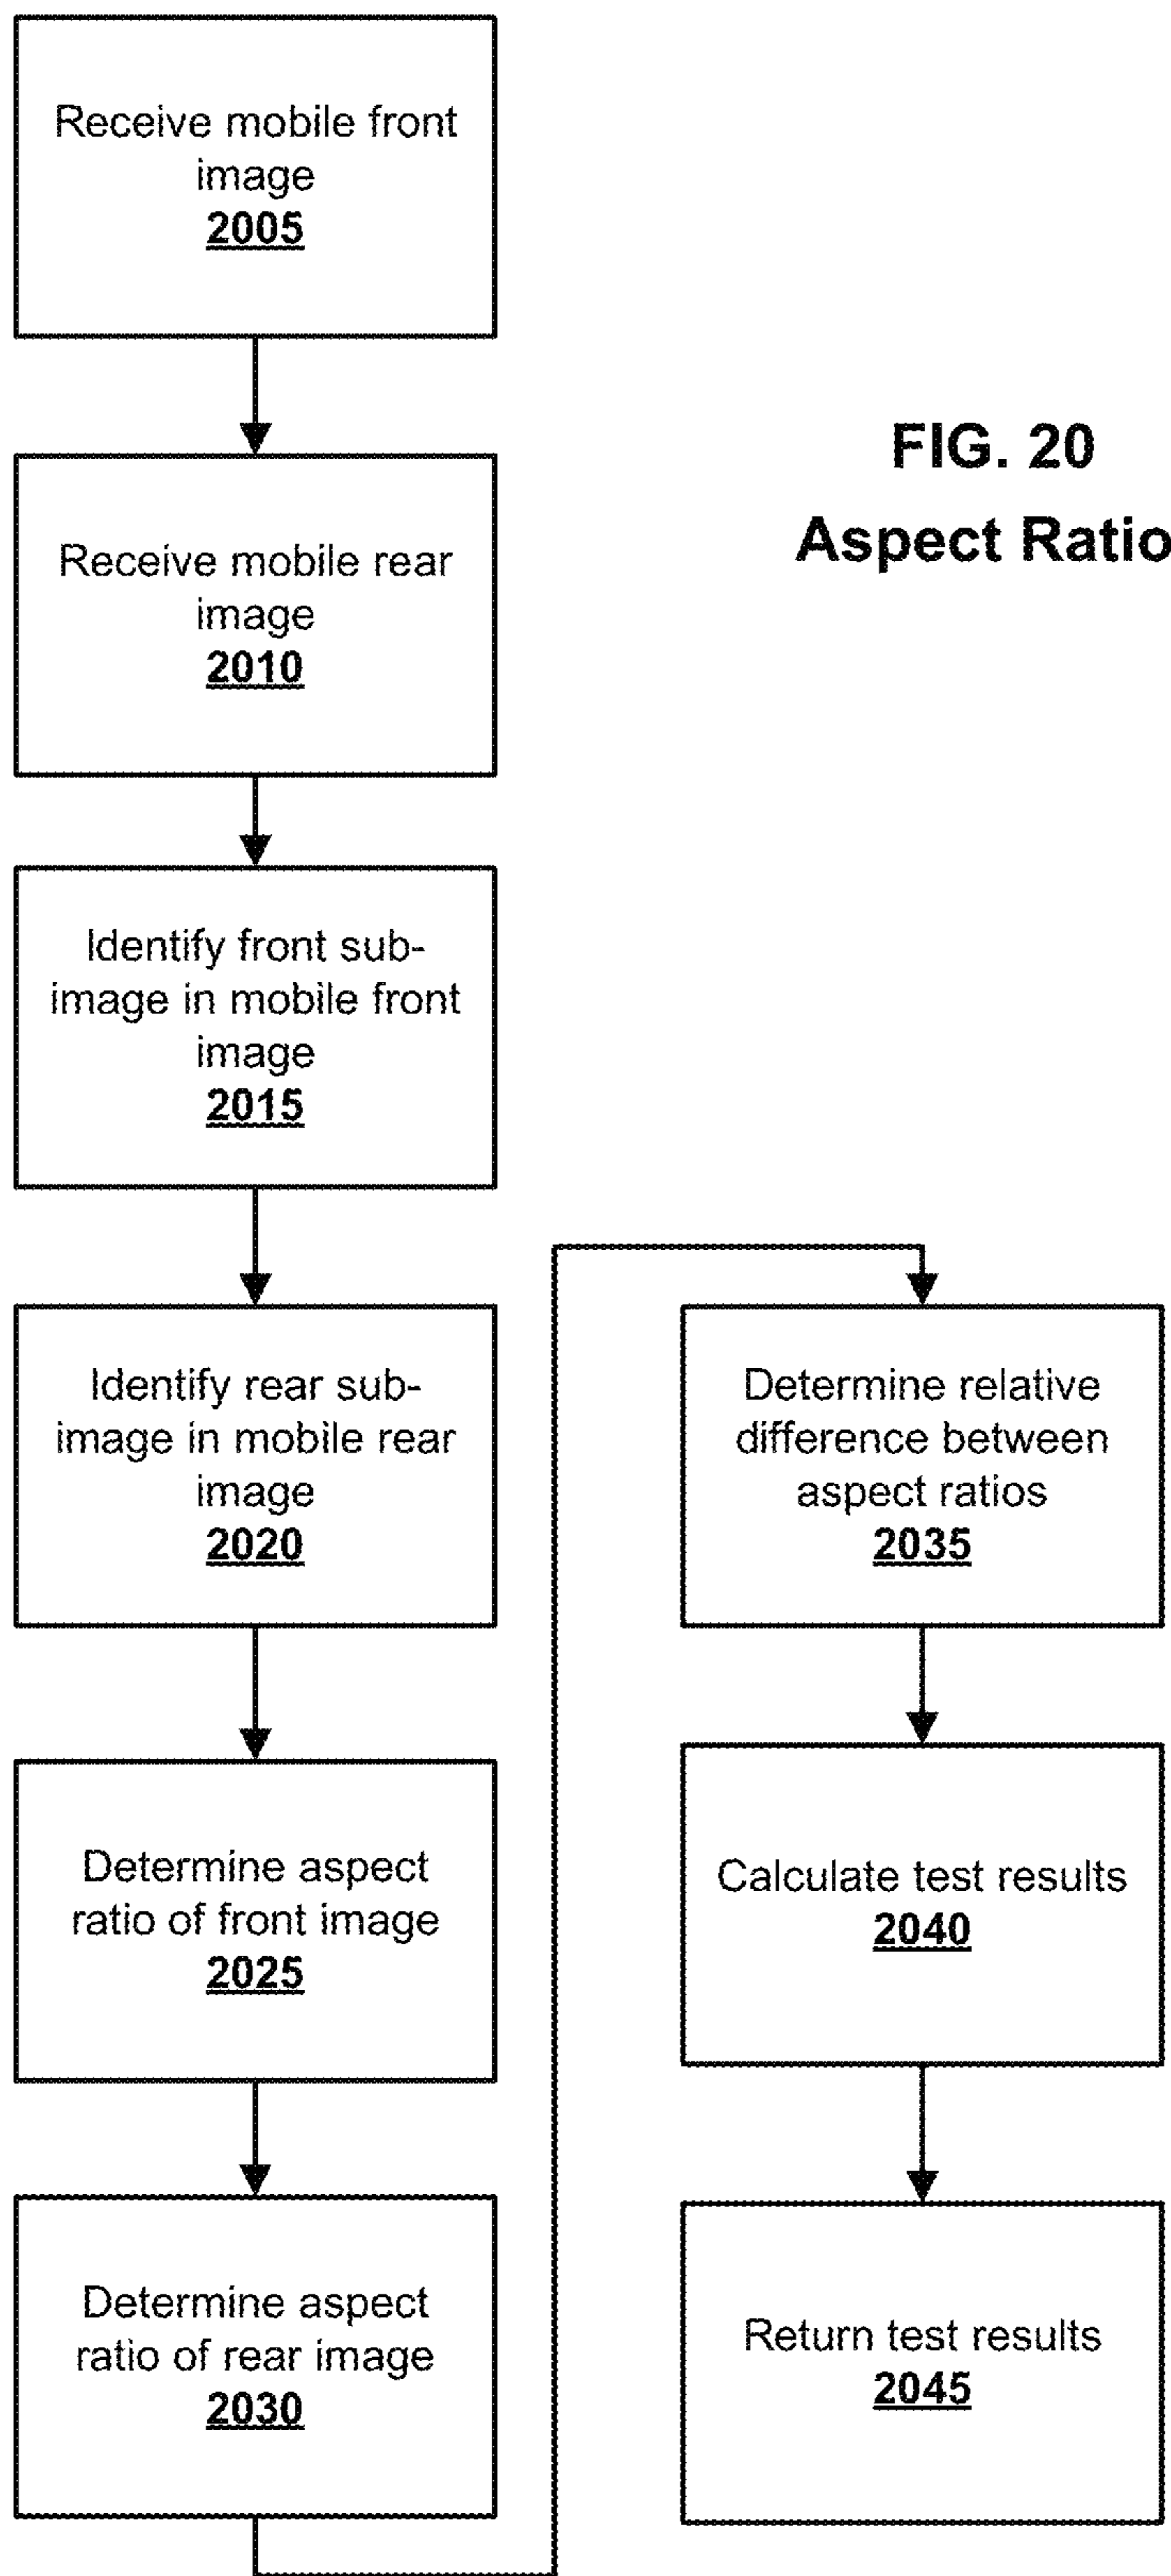 Receive mobile front
image
2005
FIG. 20
Aspect Ratio
Receive mobile rear
image
2010
Identify front sub-
image in mobile front
image
2015
Identify rear sub-
image in mobile rear
image
2020
Determine aspect
ratio of front image
2025
Determine aspect
ratio of rear image
2030
Determine relative
difference between
aspect ratios
2035
Calculate test results
2040
Return test results
2045